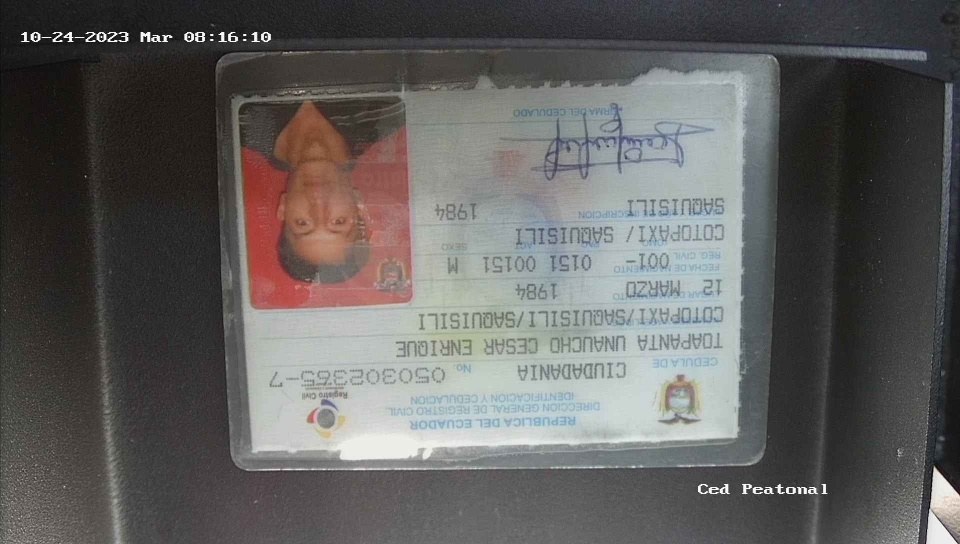 10-24-2023 Mar 08:16:10
REPUBLICA DEL ECUADOR
DIRECCION GENERAL DE REGISTRO CIVIL
IDENTIFICACION Y CEDULACION
Registro Civil
CEDULA DE CIUDADANIA No 050302365-7
TOAPANTA UNAUCHO CESAR ENRIQUE
COTOPAXI/SAQUISILI/SAQUISILI
12 MARZO 1984
FECHA DE NACIMIENTO
REG. CIVIL 001- 0151 00151 M
SEXO
COTOPAXI/ SAQUISILI
SAQUISILI 1984
FIRMA DEL CEDULADO
Ced Peatonal